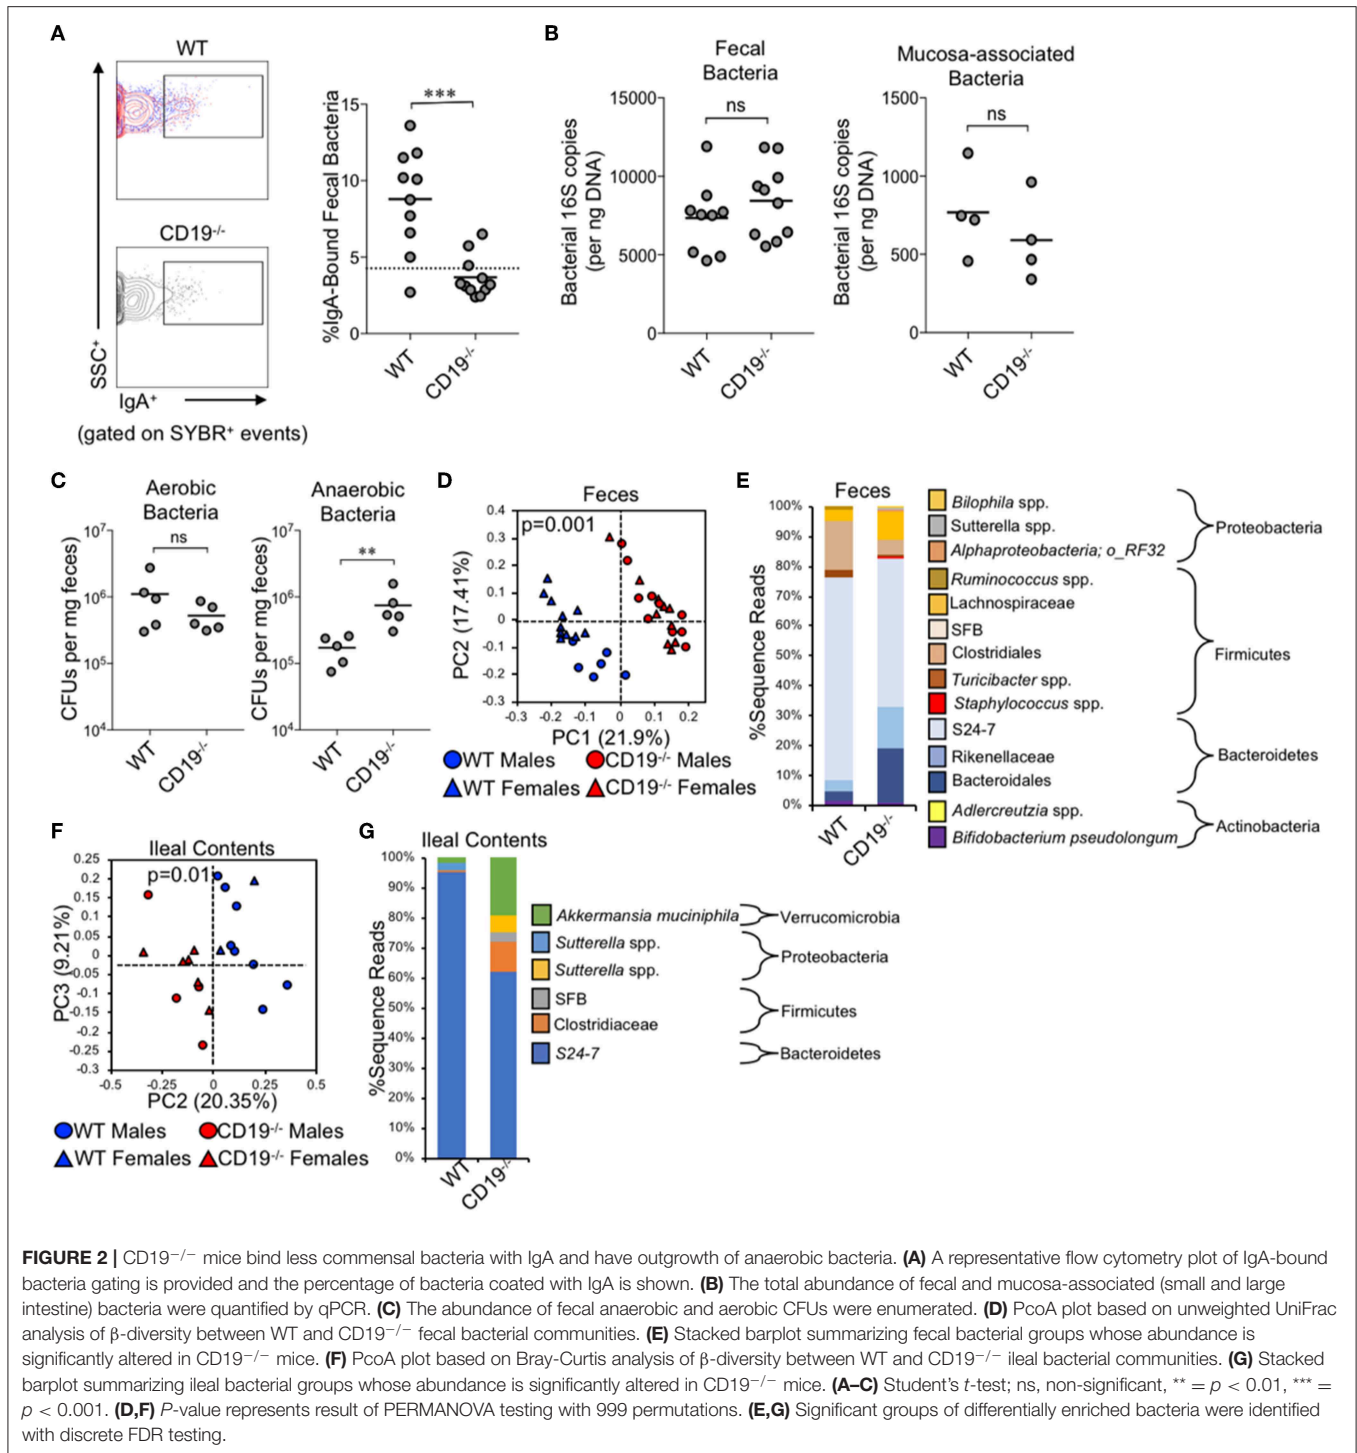 A
WT
CD19-/-
SSC+
IgA+
(gated on SYBR+ events)
%IgA-Bound Fecal Bacteria
15
10
5
0
***
WT
CD19-/-
B
Fecal
Bacteria
Bacterial 16S copies
(per ng DNA)
15000
10000
5000
0
ns
WT
CD19-/-
Mucosa-associated
Bacteria
Bacterial 16S copies
(per ng DNA)
1500
1000
500
0
ns
WT
CD19-/-
C
Aerobic
Bacteria
CFUs per mg feces
10^7
10^6
10^5
10^4
ns
WT
CD19-/-
Anaerobic
Bacteria
CFUs per mg feces
10^7
10^6
10^5
10^4
**
WT
CD19-/-
D
Feces
p=0.001
PC2 (17.41%)
0.4
0.3
0.2
0.1
0
-0.1
-0.2
-0.3
-0.3 -0.2 -0.1 0 0.1 0.2
PC1 (21.9%)
WT Males CD19-/- Males
WT Females CD19-/- Females
E
Feces
%Sequence Reads
100%
90%
80%
70%
60%
50%
40%
30%
20%
10%
0%
WT
CD19-/-
Bilophila spp.
Sutterella spp.
Alphaproteobacteria; o_RF32
Proteobacteria
Ruminococcus spp.
Lachnospiraceae
SFB
Clostridiales
Turicibacter spp.
Staphylococcus spp.
Firmicutes
S24-7
Rikenellaceae
Bacteroidales
Bacteroidetes
Adlercreutzia spp.
Bifidobacterium pseudolongum
Actinobacteria
F
Ileal Contents
p=0.01
PC3 (9.21%)
0.25
0.2
0.15
0.1
0.05
0
-0.05
-0.1
-0.15
-0.2
-0.25
-0.3
-0.5 -0.25 0 0.25 0.5
PC2 (20.35%)
WT Males CD19-/- Males
WT Females CD19-/- Females
G
Ileal Contents
%Sequence Reads
100%
90%
80%
70%
60%
50%
40%
30%
20%
10%
0%
WT
CD19-/-
Akkermansia muciniphila
Verrucomicrobia
Sutterella spp.
Sutterella spp.
Proteobacteria
SFB
Clostridiaceae
Firmicutes
S24-7
Bacteroidetes
FIGURE 2 | CD19−/− mice bind less commensal bacteria with IgA and have outgrowth of anaerobic bacteria. (A) A representative flow cytometry plot of IgA-bound
bacteria gating is provided and the percentage of bacteria coated with IgA is shown. (B) The total abundance of fecal and mucosa-associated (small and large
intestine) bacteria were quantified by qPCR. (C) The abundance of fecal anaerobic and aerobic CFUs were enumerated. (D) PcoA plot based on unweighted UniFrac
analysis of β-diversity between WT and CD19−/− fecal bacterial communities. (E) Stacked barplot summarizing fecal bacterial groups whose abundance is
significantly altered in CD19−/− mice. (F) PcoA plot based on Bray-Curtis analysis of β-diversity between WT and CD19−/− ileal bacterial communities. (G) Stacked
barplot summarizing ileal bacterial groups whose abundance is significantly altered in CD19−/− mice. (A–C) Student's t-test; ns, non-significant, ** = p < 0.01, *** =
p < 0.001. (D,F) P-value represents result of PERMANOVA testing with 999 permutations. (E,G) Significant groups of differentially enriched bacteria were identified
with discrete FDR testing.